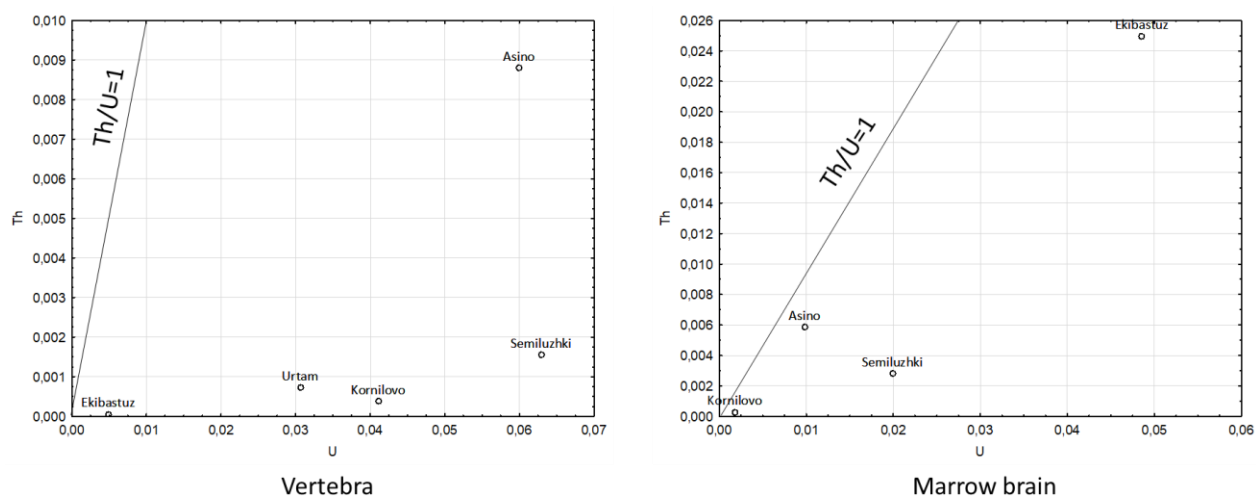 0,010
0,009
0,008
0,007
0,006
0,005
0,004
0,003
0,002
0,001
0,000
Th
Th/U=1
Asino
Semiluzhki
Urtam
Kornilovo
Ekibastuz
0,00 0,01 0,02 0,03 0,04 0,05 0,06 0,07
U
Vertebra
0,026
0,024
0,022
0,020
0,018
0,016
0,014
0,012
0,010
0,008
0,006
0,004
0,002
0,000
Th
Th/U=1
Ekibastuz
Asino
Semiluzhki
Kornilovo
0,00 0,01 0,02 0,03 0,04 0,05 0,06
U
Marrow brain